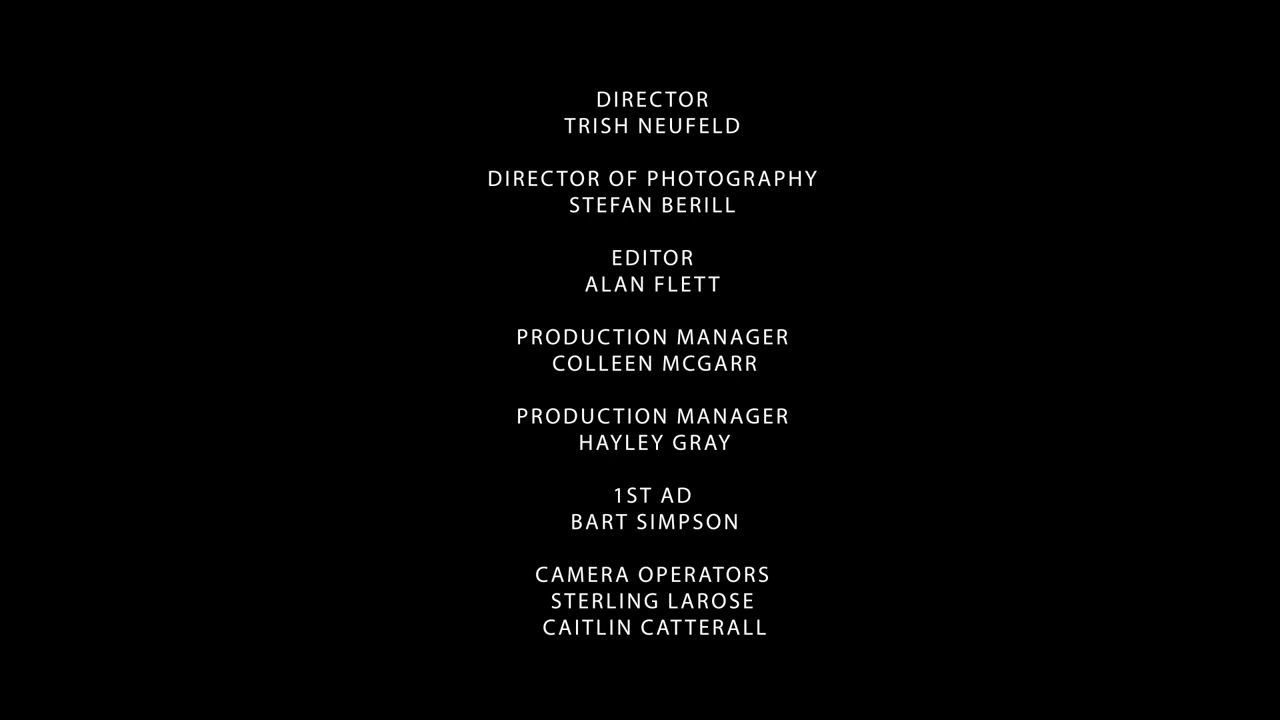 DIRECTOR
TRISH NEUFELD
DIRECTOR OF PHOTOGRAPHY
STEFAN BERILL
EDITOR
ALAN FLETT
PRODUCTION MANAGER
COLLEEN MCGARR
PRODUCTION MANAGER
HAYLEY GRAY
1ST AD
BART SIMPSON
CAMERA OPERATORS
STERLING LAROSE
CAITLIN CATTERALL